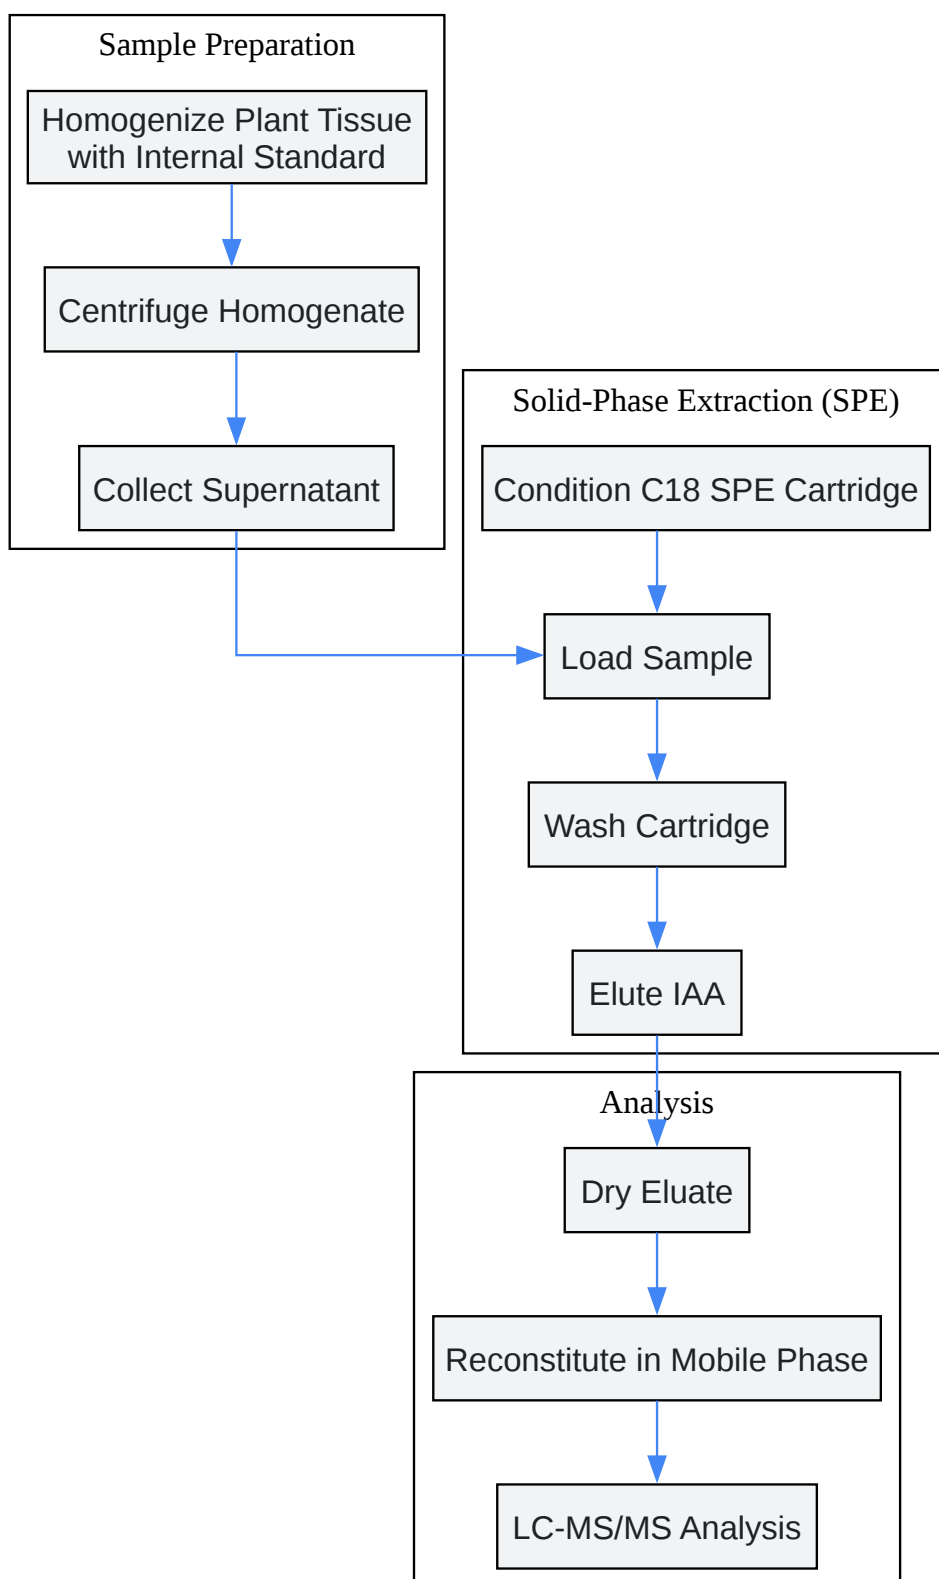 Sample Preparation
Homogenize Plant Tissue
with Internal Standard
Centrifuge Homogenate
Collect Supernatant
Solid-Phase Extraction (SPE)
Condition C18 SPE Cartridge
Load Sample
Wash Cartridge
Elute IAA
Analysis
Dry Eluate
Reconstitute in Mobile Phase
LC-MS/MS Analysis